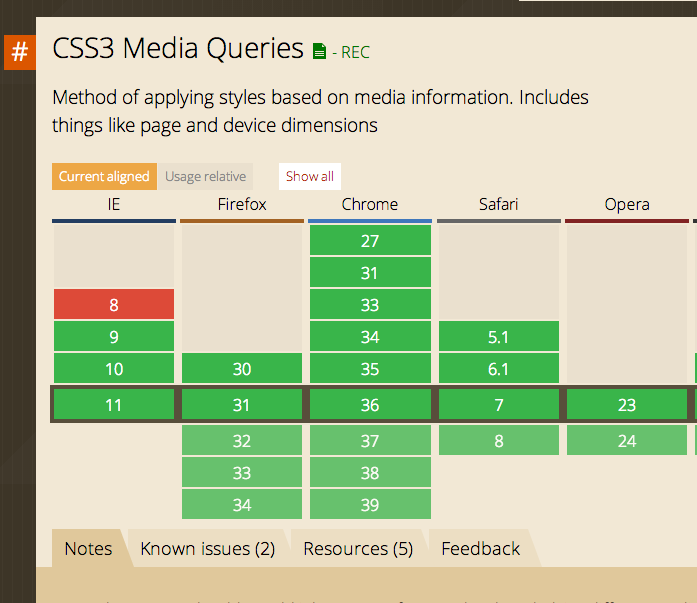 # CSS3 Media Queries - REC
Method of applying styles based on media information. Includes
things like page and device dimensions
Current aligned Usage relative Show all
IE Firefox Chrome Safari Opera
27
31
8 33
9 34 5.1
10 30 35 6.1
11 31 36 7 23
32 37 8 24
33 38
34 39
Notes Known issues (2) Resources (5) Feedback